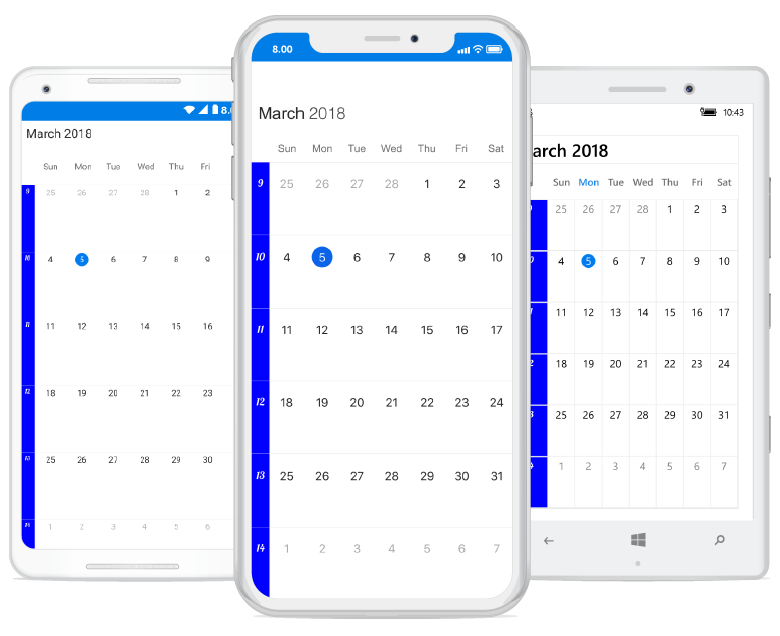 8.0
March 2018
Sun Mon Tue Wed Thu Fri
9 25 26 27 28 1 2
10 4 5 6 7 8 9
11 11 12 13 14 15 16
12 18 19 20 21 22 23
13 25 26 27 28 29 30
14 1 2 3 4 5 6
8.00
March 2018
Sun Mon Tue Wed Thu Fri Sat
9 25 26 27 28 1 2 3
10 4 5 6 7 8 9 10
11 11 12 13 14 15 16 17
12 18 19 20 21 22 23 24
13 25 26 27 28 29 30 31
14 1 2 3 4 5 6 7
10:43
arch 2018
Sun Mon Tue Wed Thu Fri Sat
25 26 27 28 1 2 3
4 5 6 7 8 9 10
11 12 13 14 15 16 17
18 19 20 21 22 23 24
25 26 27 28 29 30 31
1 2 3 4 5 6 7